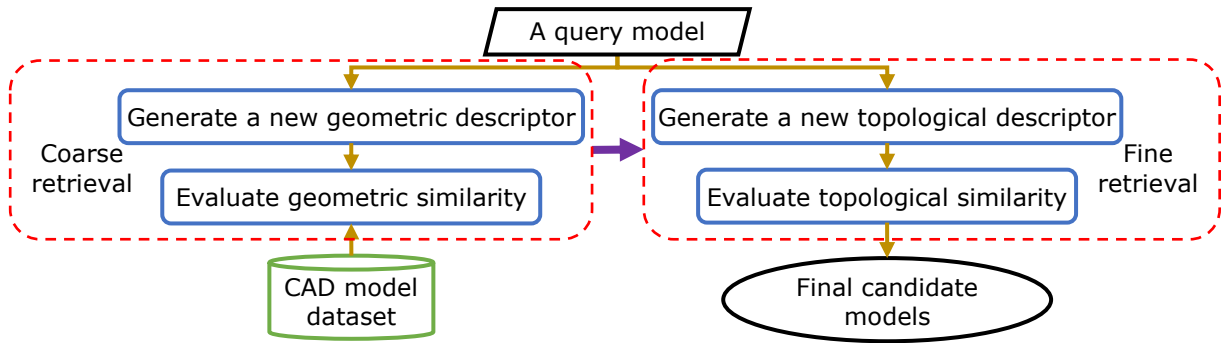 A query model
Generate a new geometric descriptor
Coarse
retrieval
Evaluate geometric similarity
CAD model
dataset
Generate a new topological descriptor
Fine
retrieval
Evaluate topological similarity
Final candidate
models